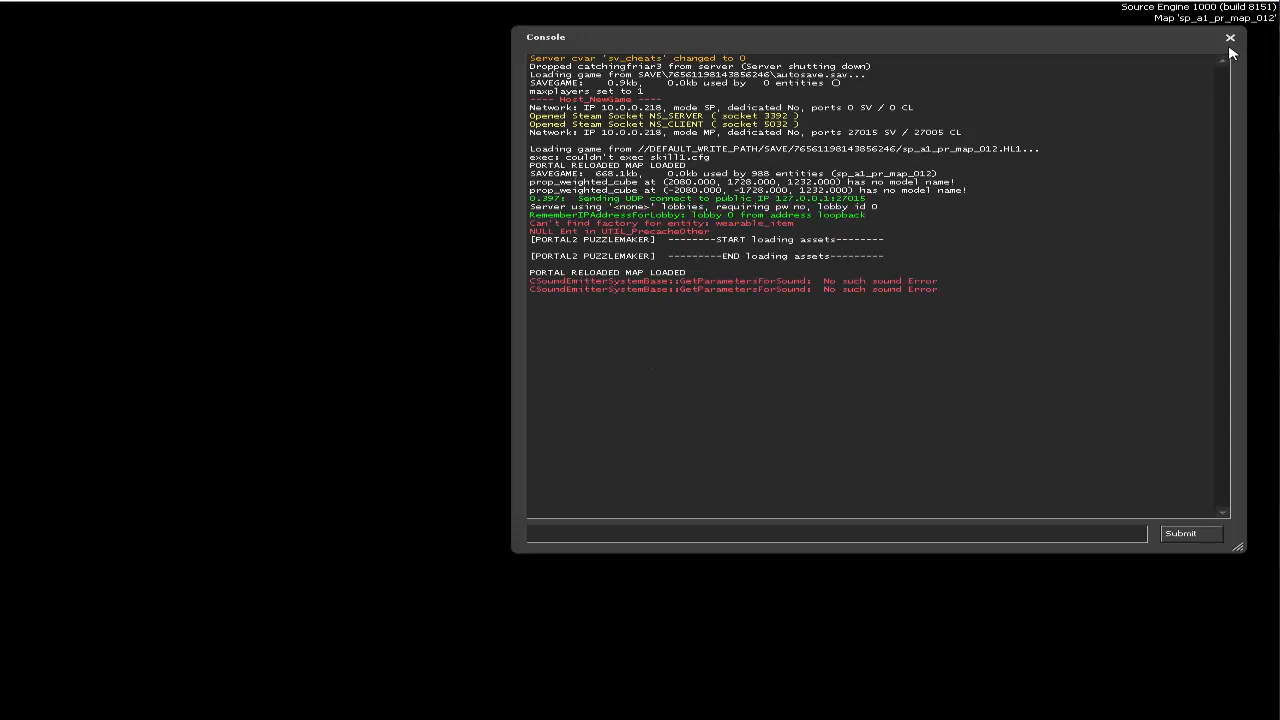 Source Engine 1000 (build 8151)
Map 'sp_a1_pr_map_012'
Console
Server cvar 'sv_cheats' changed to 0
Dropped catchingfriar3 from server (Server shutting down)
Loading game from SAVE\76561198143856246\autosave.sav...
SAVEGAME:    0.9kb,    0.0kb used by   0 entities ()
maxplayers set to 1
---- Host_NewGame ----
Network: IP 10.0.0.218, mode SP, dedicated No, ports 0 SV / 0 CL
Opened Steam Socket NS_SERVER ( socket 3392 )
Opened Steam Socket NS_CLIENT ( socket 5032 )
Network: IP 10.0.0.218, mode MP, dedicated No, ports 27015 SV / 27005 CL
Loading game from //DEFAULT_WRITE_PATH/SAVE/76561198143856246/sp_a1_pr_map_012.HL1...
exec: couldn't exec skill1.cfg
PORTAL RELOADED MAP LOADED
SAVEGAME:  668.1kb,    0.0kb used by 988 entities (sp_a1_pr_map_012)
prop_weighted_cube at (2080.000, 1728.000, 1232.000) has no model name!
prop_weighted_cube at (-2080.000, -1728.000, 1232.000) has no model name!
0.397:  Sending UDP connect to public IP 127.0.0.1:27015
Server using '<none>' lobbies, requiring pw no, lobby id 0
RememberIPAddressForLobby: lobby 0 from address loopback
Can't find factory for entity: wearable_item
NULL Ent in UTIL_PrecacheOther
[PORTAL2 PUZZLEMAKER]  --------START loading assets--------
[PORTAL2 PUZZLEMAKER]  ---------END loading assets---------
PORTAL RELOADED MAP LOADED
CSoundEmitterSystemBase::GetParametersForSound:  No such sound Error
CSoundEmitterSystemBase::GetParametersForSound:  No such sound Error
Submit